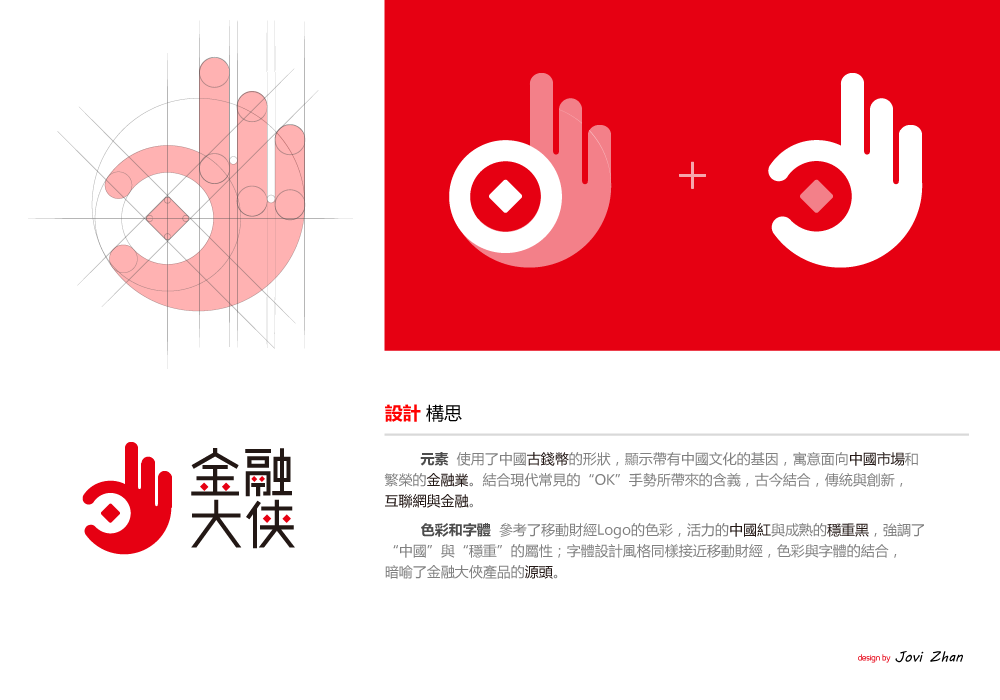 金融
大俠
設計 構思
元素 使用了中國古錢幣的形狀，顯示帶有中國文化的基因，寓意面向中國市場和
繁榮的金融業。結合現代常見的“OK”手勢所帶來的含義，古今結合，傳統與創新，
互聯網與金融。
色彩和字體 參考了移動財經Logo的色彩，活力的中國紅與成熟的穩重黑，強調了
“中國”與“穩重”的屬性；字體設計風格同樣接近移動財經，色彩與字體的結合，
暗喻了金融大俠產品的源頭。
design by Jovi Zhan